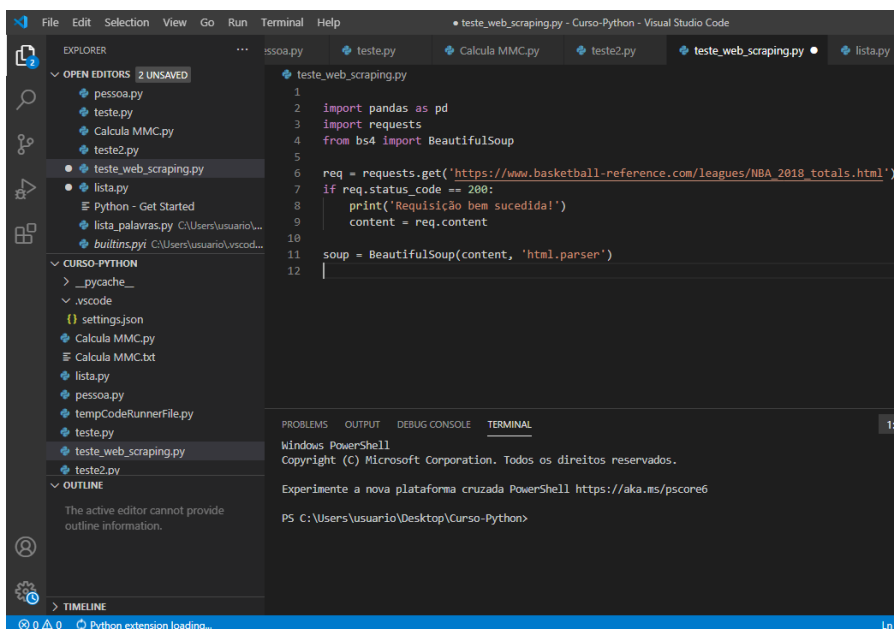 File Edit Selection View Go Run Terminal Help ● teste_web_scraping.py - Curso-Python - Visual Studio Code
EXPLORER ···
essoa.py teste.py Calcula MMC.py teste2.py teste_web_scraping.py ● lista.py
OPEN EDITORS 2 UNSAVED
pessoa.py
teste.py
Calcula MMC.py
teste2.py
● teste_web_scraping.py
● lista.py
Python - Get Started
lista_palavras.py C:\Users\usuario\...
builtins.pyi C:\Users\usuario\.vscod...
CURSO-PYTHON
> __pycache__
.vscode
{} settings.json
Calcula MMC.py
Calcula MMC.txt
lista.py
pessoa.py
tempCodeRunnerFile.py
teste.py
teste_web_scraping.py
teste2.py
OUTLINE
The active editor cannot provide
outline information.
> TIMELINE
2
teste_web_scraping.py
1
2 import pandas as pd
3 import requests
4 from bs4 import BeautifulSoup
5
6 req = requests.get('https://www.basketball-reference.com/leagues/NBA_2018_totals.html')
7 if req.status_code == 200:
8 print('Requisição bem sucedida!')
9 content = req.content
10
11 soup = BeautifulSoup(content, 'html.parser')
12
PROBLEMS OUTPUT DEBUG CONSOLE TERMINAL 1:
Windows PowerShell
Copyright (C) Microsoft Corporation. Todos os direitos reservados.
Experimente a nova plataforma cruzada PowerShell https://aka.ms/pscore6
PS C:\Users\usuario\Desktop\Curso-Python>
0 0 Python extension loading... Ln